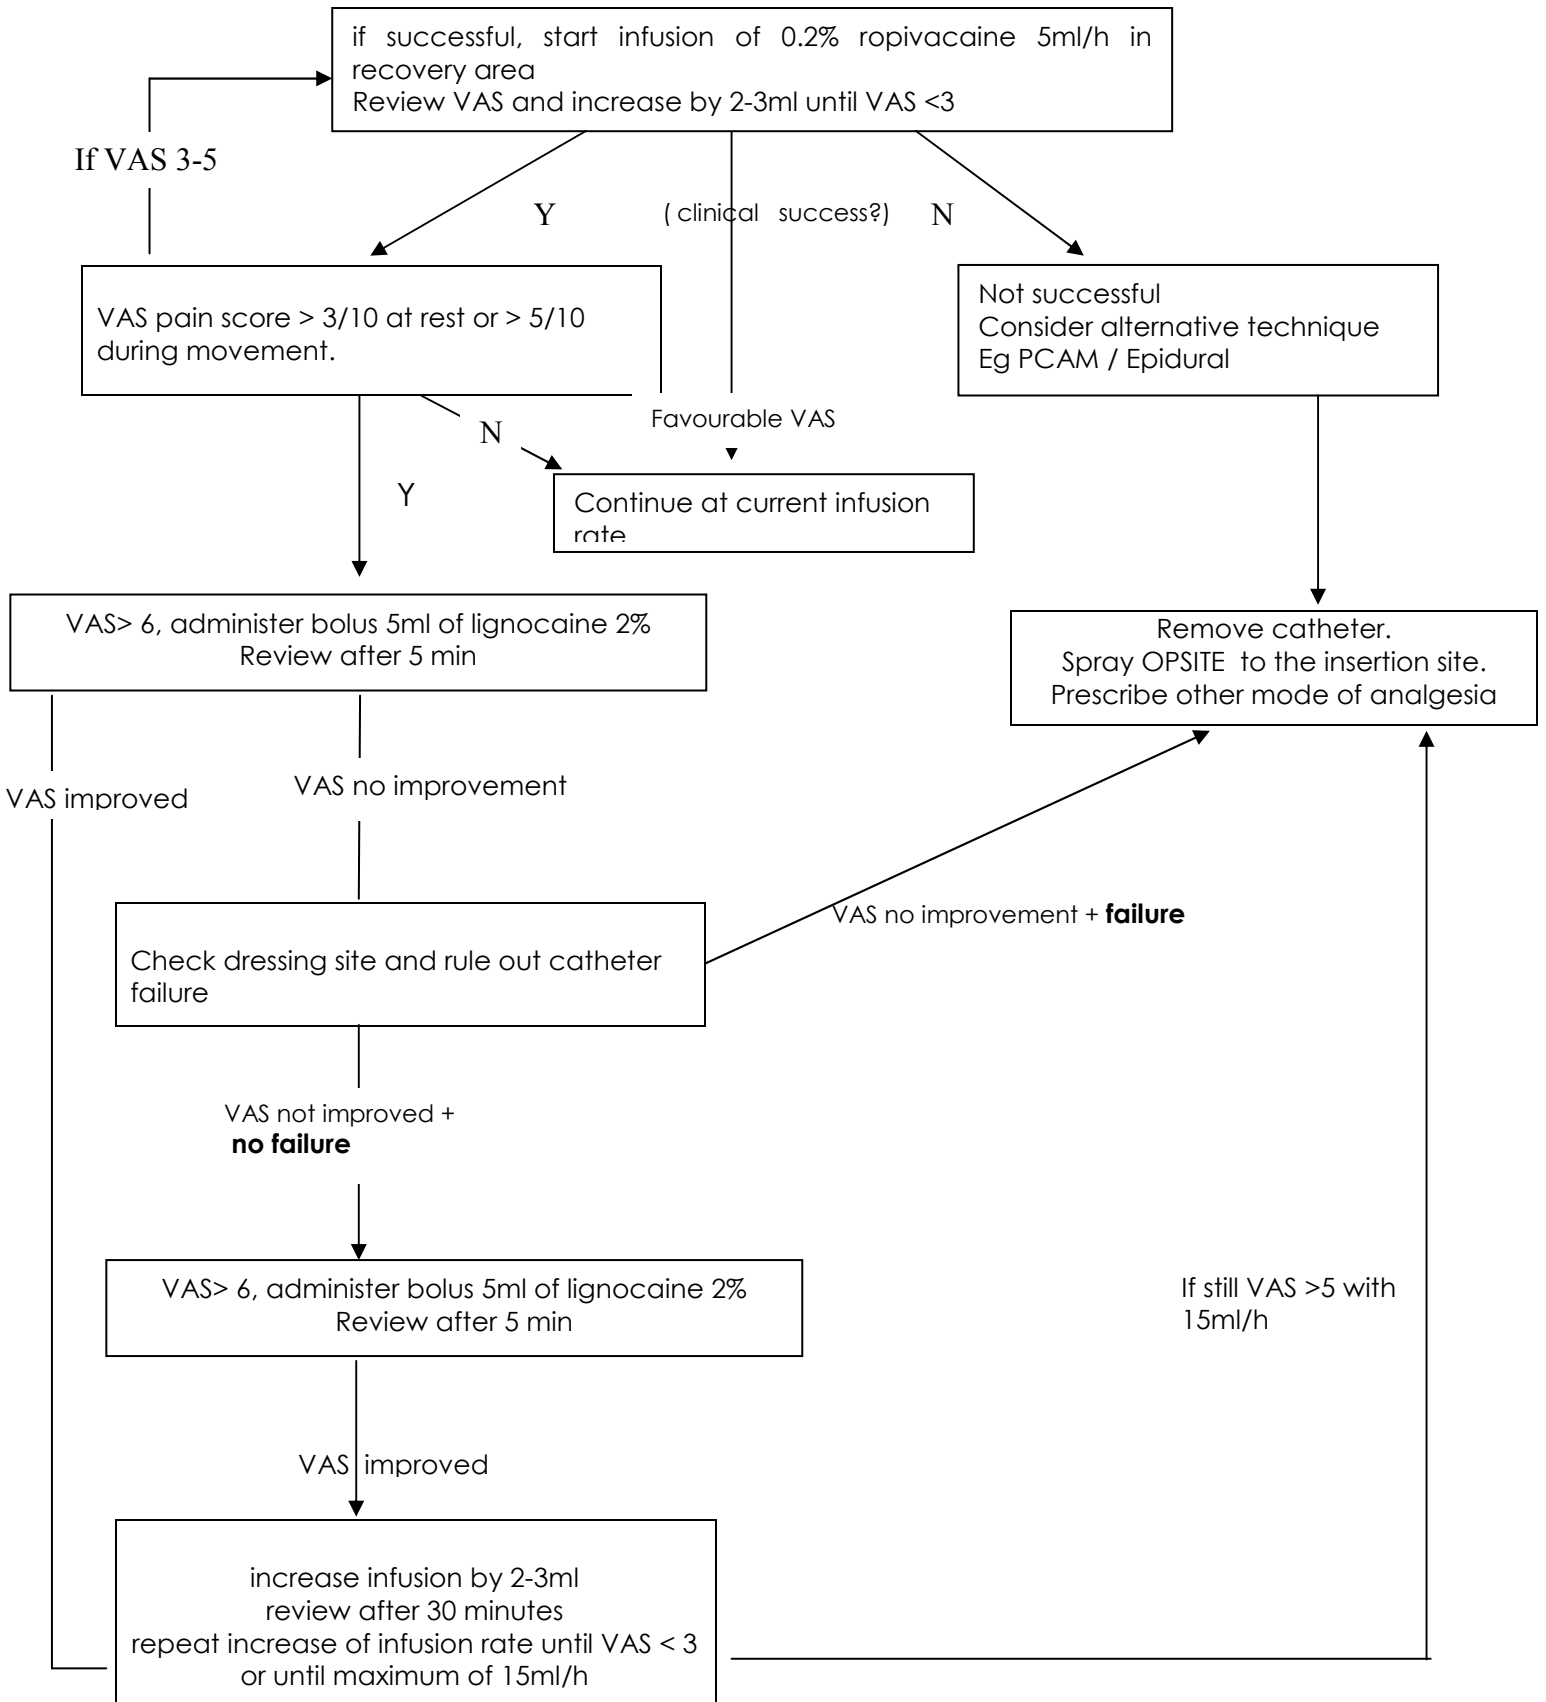 if successful, start infusion of 0.2% ropivacaine 5ml/h in
recovery area
Review VAS and increase by 2-3ml until VAS <3
If VAS 3-5
Y
( clinical success?)
N
VAS pain score > 3/10 at rest or > 5/10
during movement.
Not successful
Consider alternative technique
Eg PCAM / Epidural
Favourable VAS
N
Y
Continue at current infusion
rate
VAS> 6, administer bolus 5ml of lignocaine 2%
Review after 5 min
Remove catheter.
Spray OPSITE to the insertion site.
Prescribe other mode of analgesia
VAS improved
VAS no improvement
VAS no improvement + failure
Check dressing site and rule out catheter
failure
VAS not improved +
no failure
VAS> 6, administer bolus 5ml of lignocaine 2%
Review after 5 min
If still VAS >5 with
15ml/h
VAS improved
increase infusion by 2-3ml
review after 30 minutes
repeat increase of infusion rate until VAS < 3
or until maximum of 15ml/h